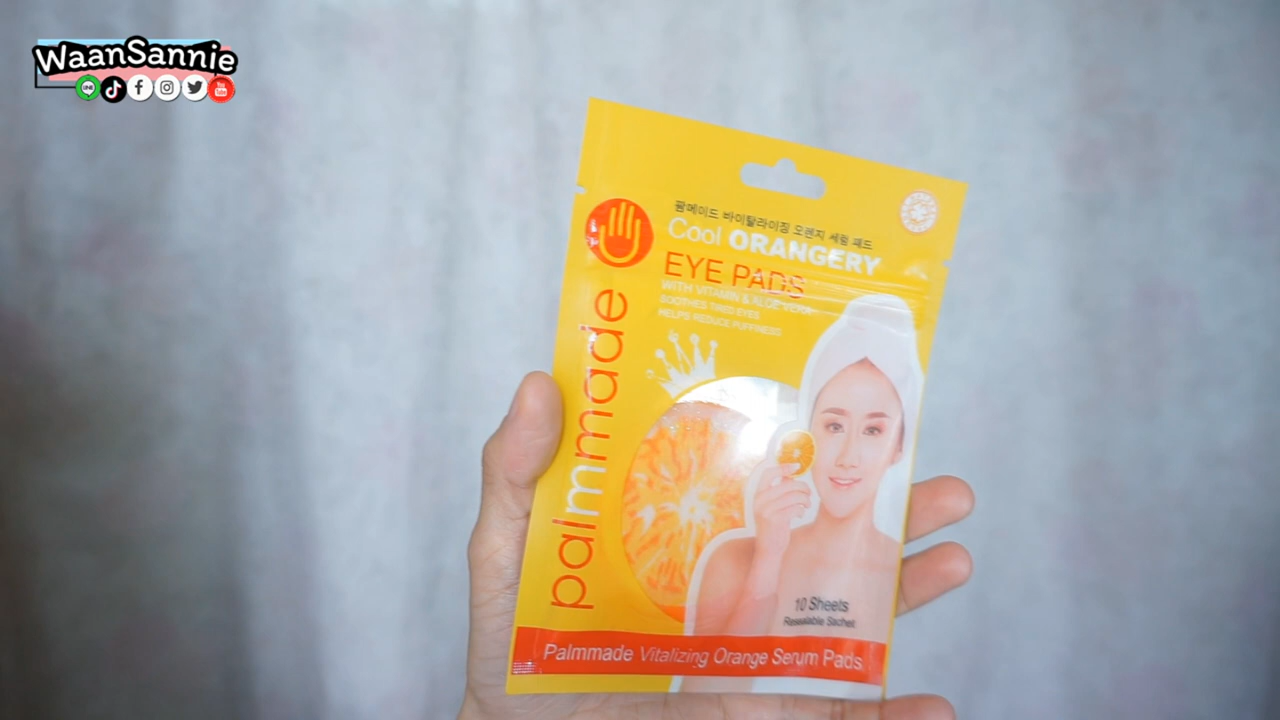 WaanSannie
팜메이드 바이탈라이징 오렌지 세럼 패드
Cool ORANGERY
EYE PADS
WITH VITAMIN & ALOE VERA
SOOTHES TIRED EYES
HELPS REDUCE PUFFINESS
palmmade
10 Sheets
Resealable Sachet
Palmmade Vitalizing Orange Serum Pads